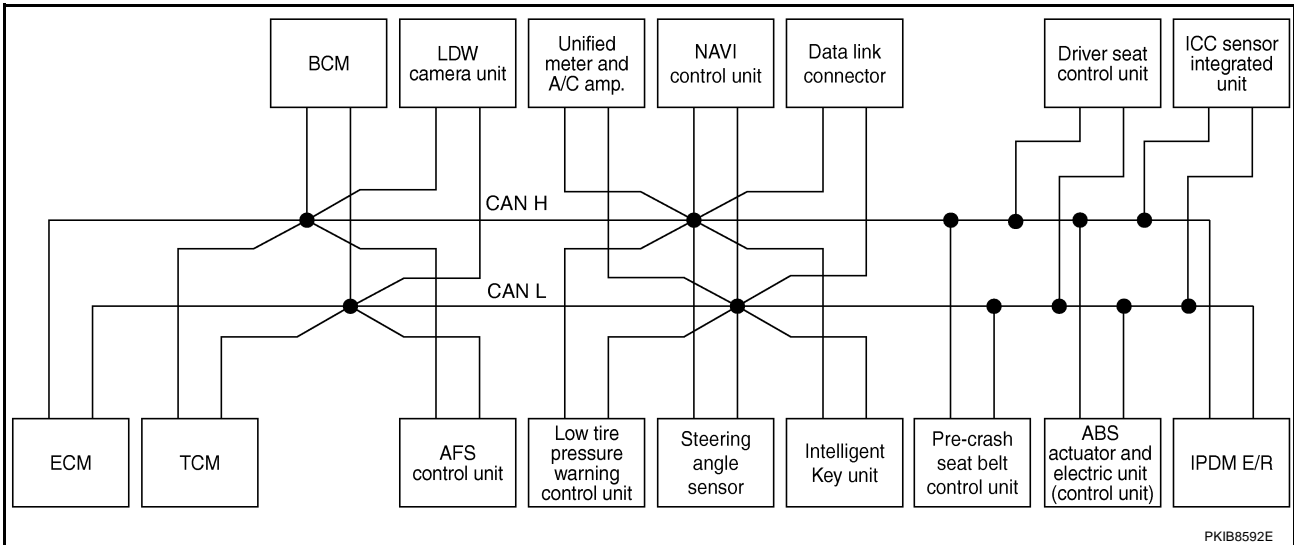 BCM
LDW
camera unit
Unified
meter and
A/C amp.
NAVI
control unit
Data link
connector
Driver seat
control unit
ICC sensor
integrated
unit
CAN H
CAN L
ECM
TCM
AFS
control unit
Low tire
pressure
warning
control unit
Steering
angle
sensor
Intelligent
Key unit
Pre-crash
seat belt
control unit
ABS
actuator and
electric unit
(control unit)
IPDM E/R
PKIB8592E